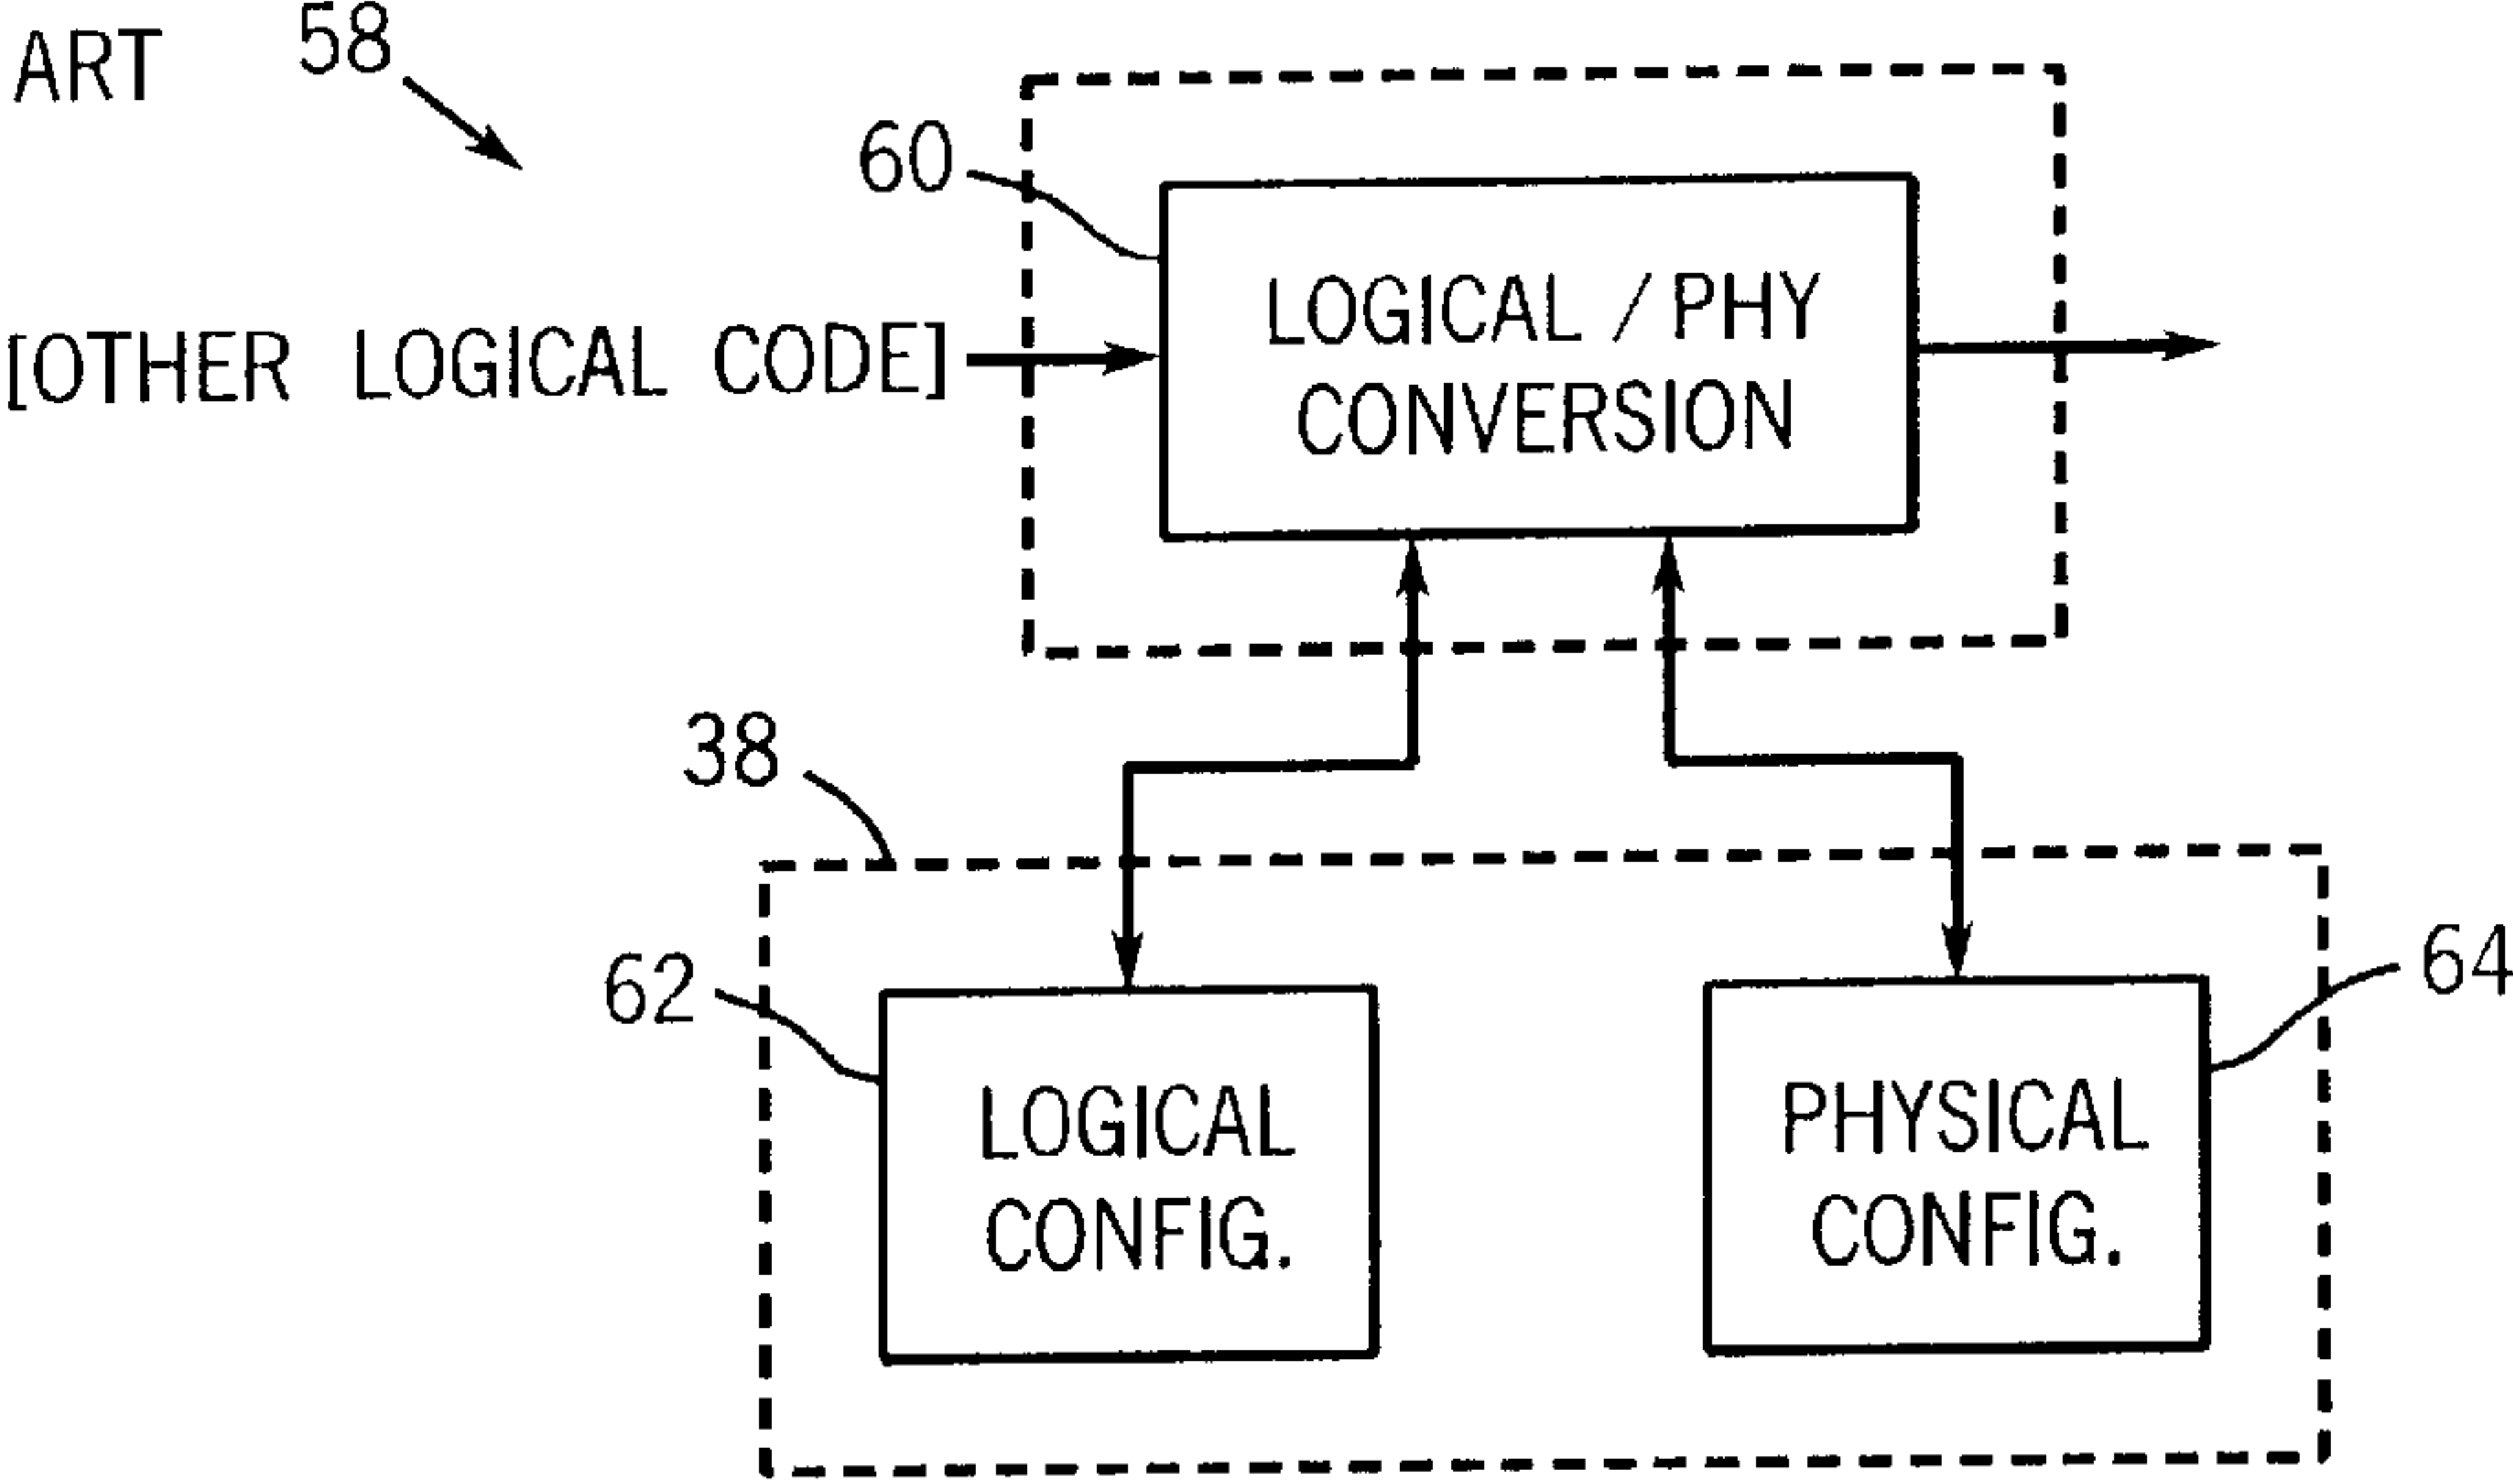 ART
58
60
LOGICAL / PHY
CONVERSION
[OTHER LOGICAL CODE]
38
62
64
LOGICAL
CONFIG.
PHYSICAL
CONFIG.